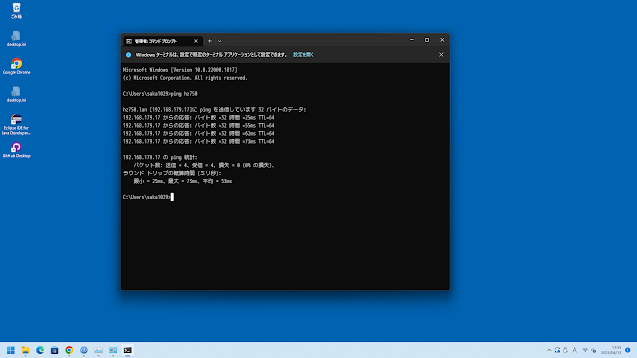 ごみ箱
desktop.ini
Google Chrome
desktop.ini
Eclipse IDE for
Java Develope...
GitHub Desktop
管理者: コマンド プロンプト
Windows ターミナルは、設定で既定のターミナル アプリケーションとして設定できます。 設定を開く
Microsoft Windows [Version 10.0.22000.1817]
(c) Microsoft Corporation. All rights reserved.
C:\Users\saka1029>ping hz750
hz750.lan [192.168.179.17]に ping を送信しています 32 バイトのデータ:
192.168.179.17 からの応答: バイト数 =32 時間 =25ms TTL=64
192.168.179.17 からの応答: バイト数 =32 時間 =55ms TTL=64
192.168.179.17 からの応答: バイト数 =32 時間 =62ms TTL=64
192.168.179.17 からの応答: バイト数 =32 時間 =73ms TTL=64
192.168.179.17 の ping 統計:
パケット数: 送信 = 4、受信 = 4、損失 = 0 (0% の損失)、
ラウンド トリップの概算時間 (ミリ秒):
最小 = 25ms、最大 = 73ms、平均 = 53ms
C:\Users\saka1029>
A